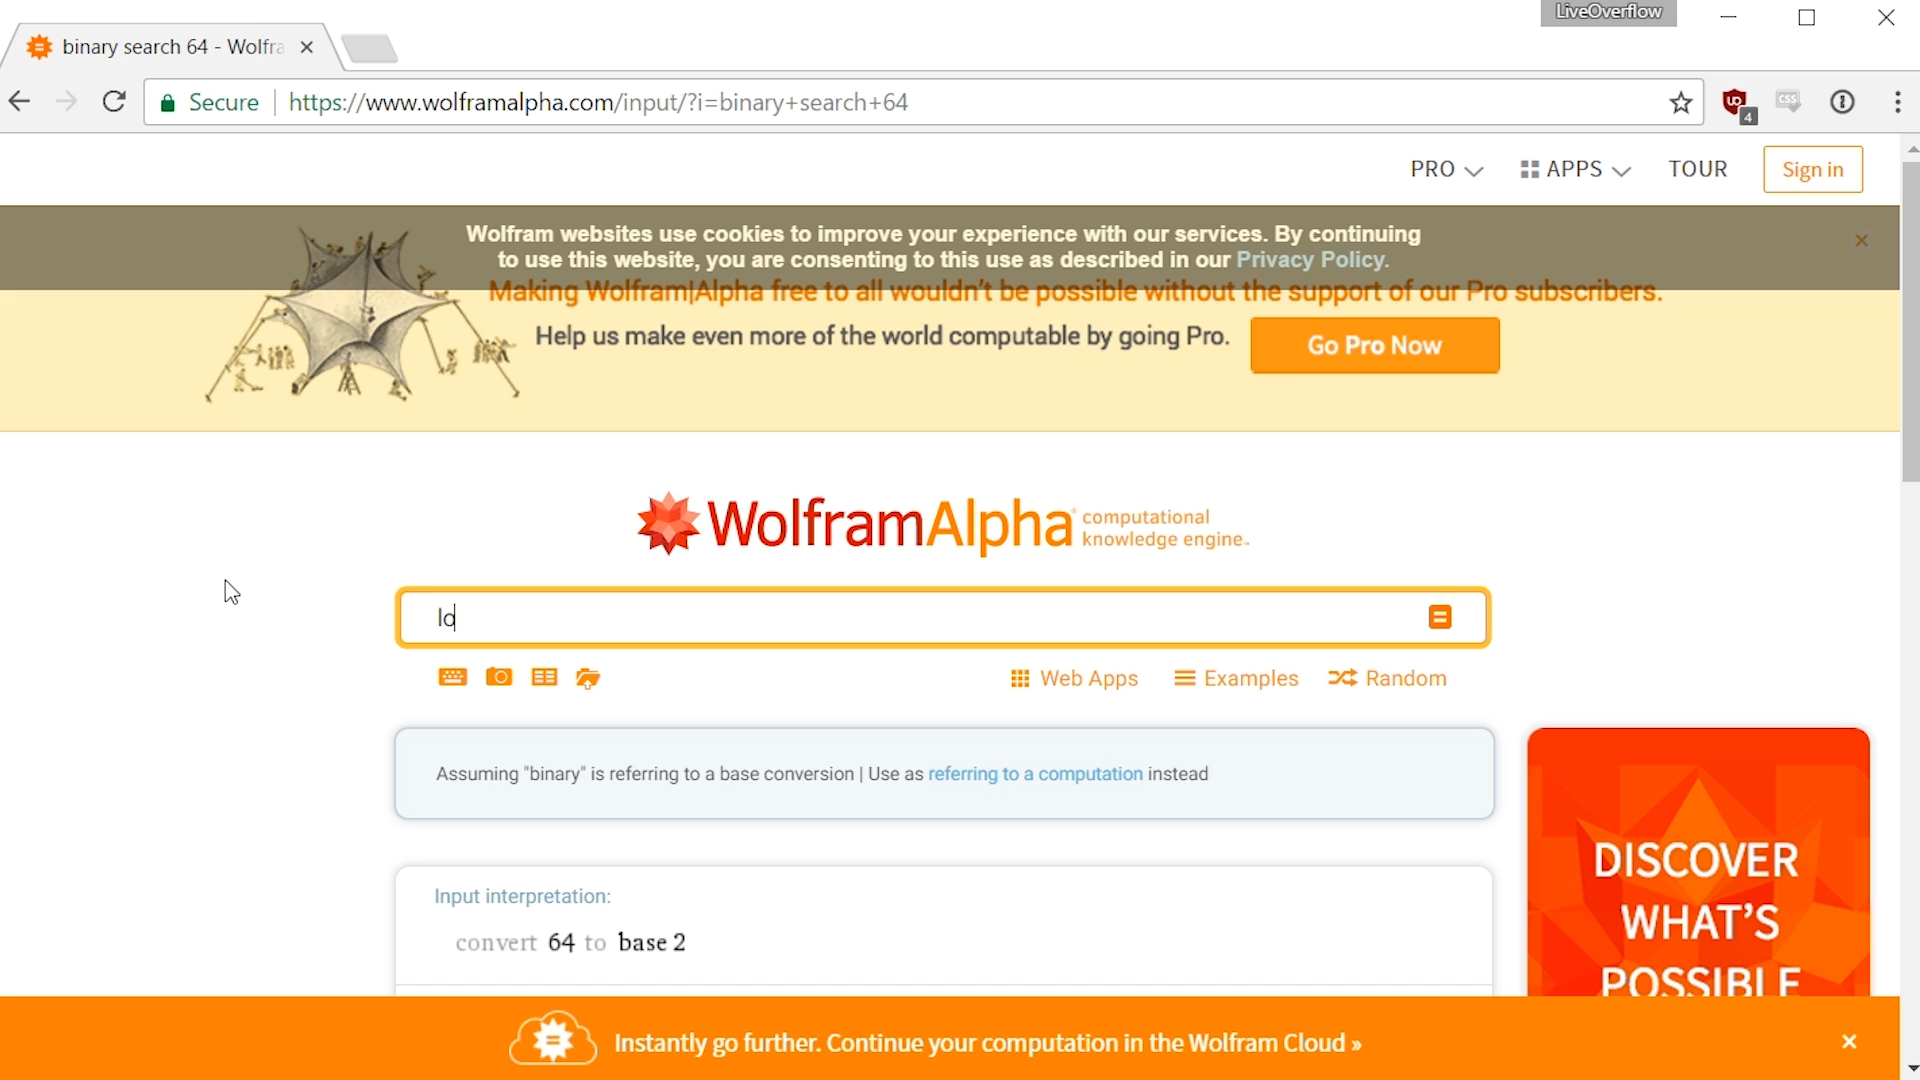 LiveOverflow
binary search 64 - Wolfra
Secure
https://www.wolframalpha.com/input/?i=binary+search+64
4
CSS
PRO
APPS
TOUR
Sign in
Wolfram websites use cookies to improve your experience with our services. By continuing
to use this website, you are consenting to this use as described in our Privacy Policy.
Making Wolfram|Alpha free to all wouldn't be possible without the support of our Pro subscribers.
Help us make even more of the world computable by going Pro.
Go Pro Now
WolframAlpha computational
knowledge engine.
lo
Web Apps
Examples
Random
Assuming "binary" is referring to a base conversion | Use as referring to a computation instead
Input interpretation:
convert 64 to base 2
DISCOVER
WHAT'S
POSSIBLE
Instantly go further. Continue your computation in the Wolfram Cloud »